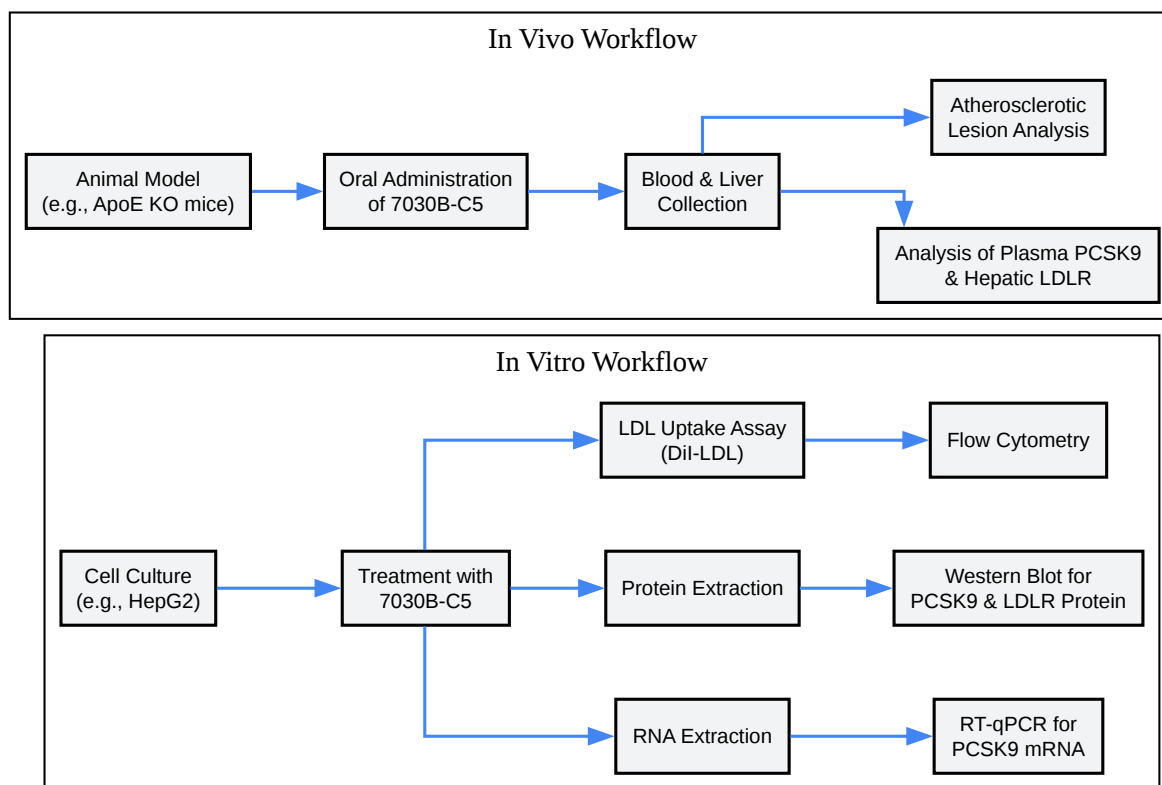 In Vivo Workflow
Atherosclerotic
Lesion Analysis
Animal Model
(e.g., ApoE KO mice)
Oral Administration
of 7030B-C5
Blood & Liver
Collection
Analysis of Plasma PCSK9
& Hepatic LDLR
In Vitro Workflow
LDL Uptake Assay
(DiI-LDL)
Flow Cytometry
Cell Culture
(e.g., HepG2)
Treatment with
7030B-C5
Protein Extraction
Western Blot for
PCSK9 & LDLR Protein
RNA Extraction
RT-qPCR for
PCSK9 mRNA